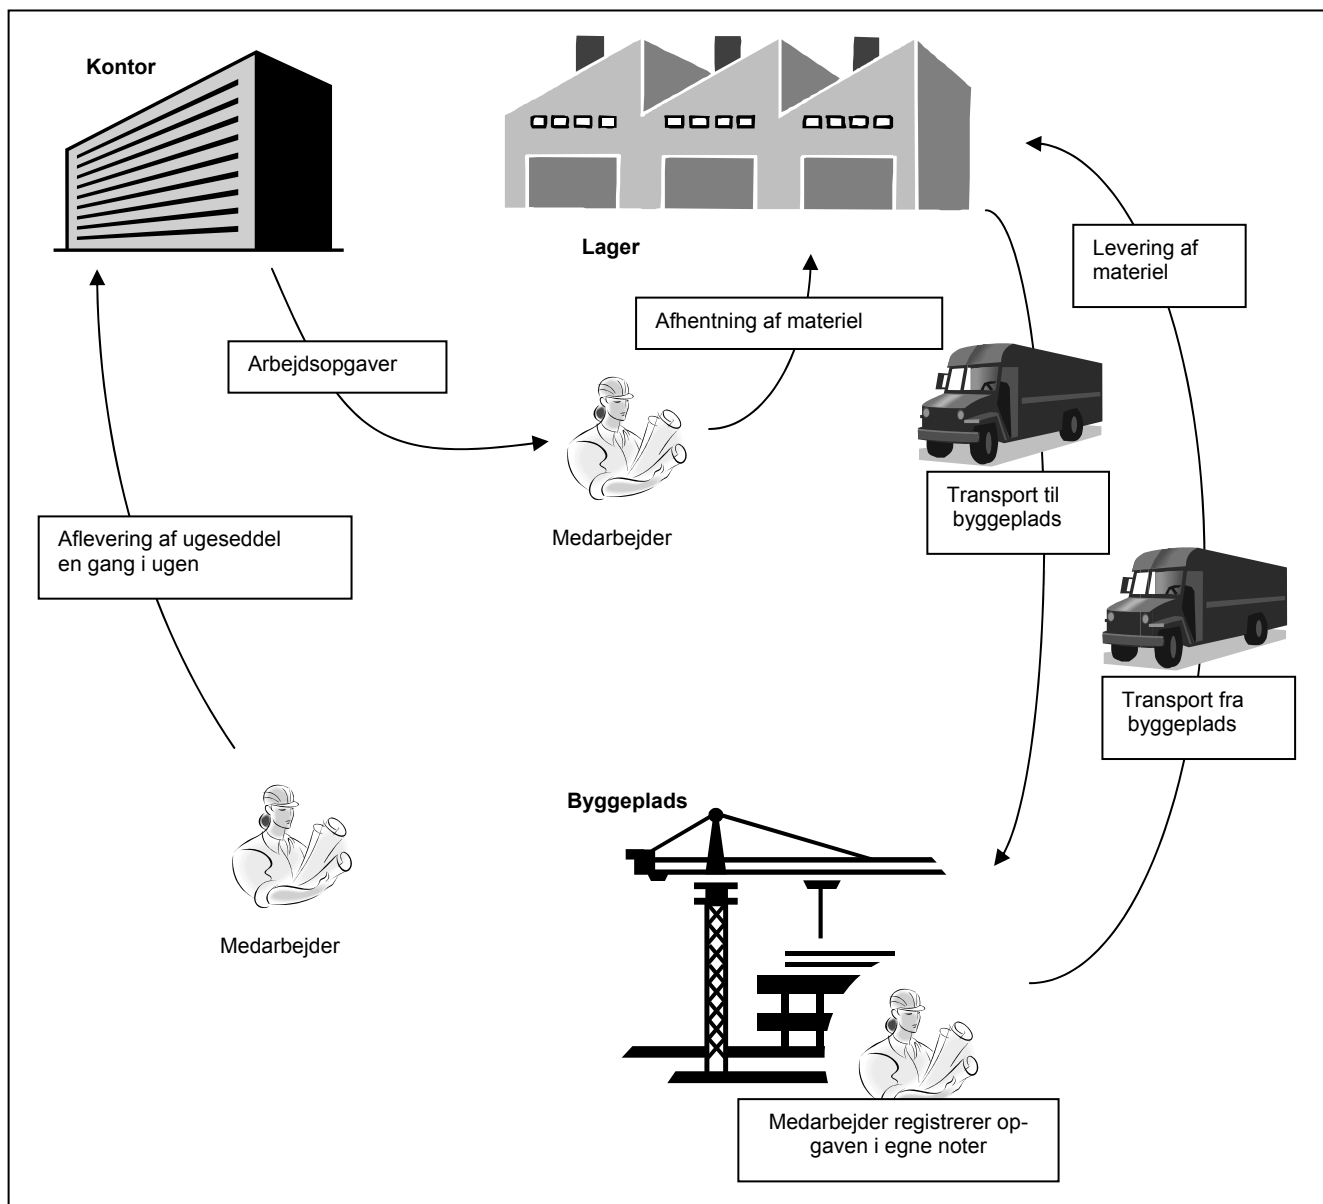 Kontor
Lager
Levering af
materiel
Afhentning af materiel
Arbejdsopgaver
Transport til
byggeplads
Medarbejder
Aflevering af ugeseddel
en gang i ugen
Transport fra
byggeplads
Byggeplads
Medarbejder
Medarbejder registrerer op-
gaven i egne noter